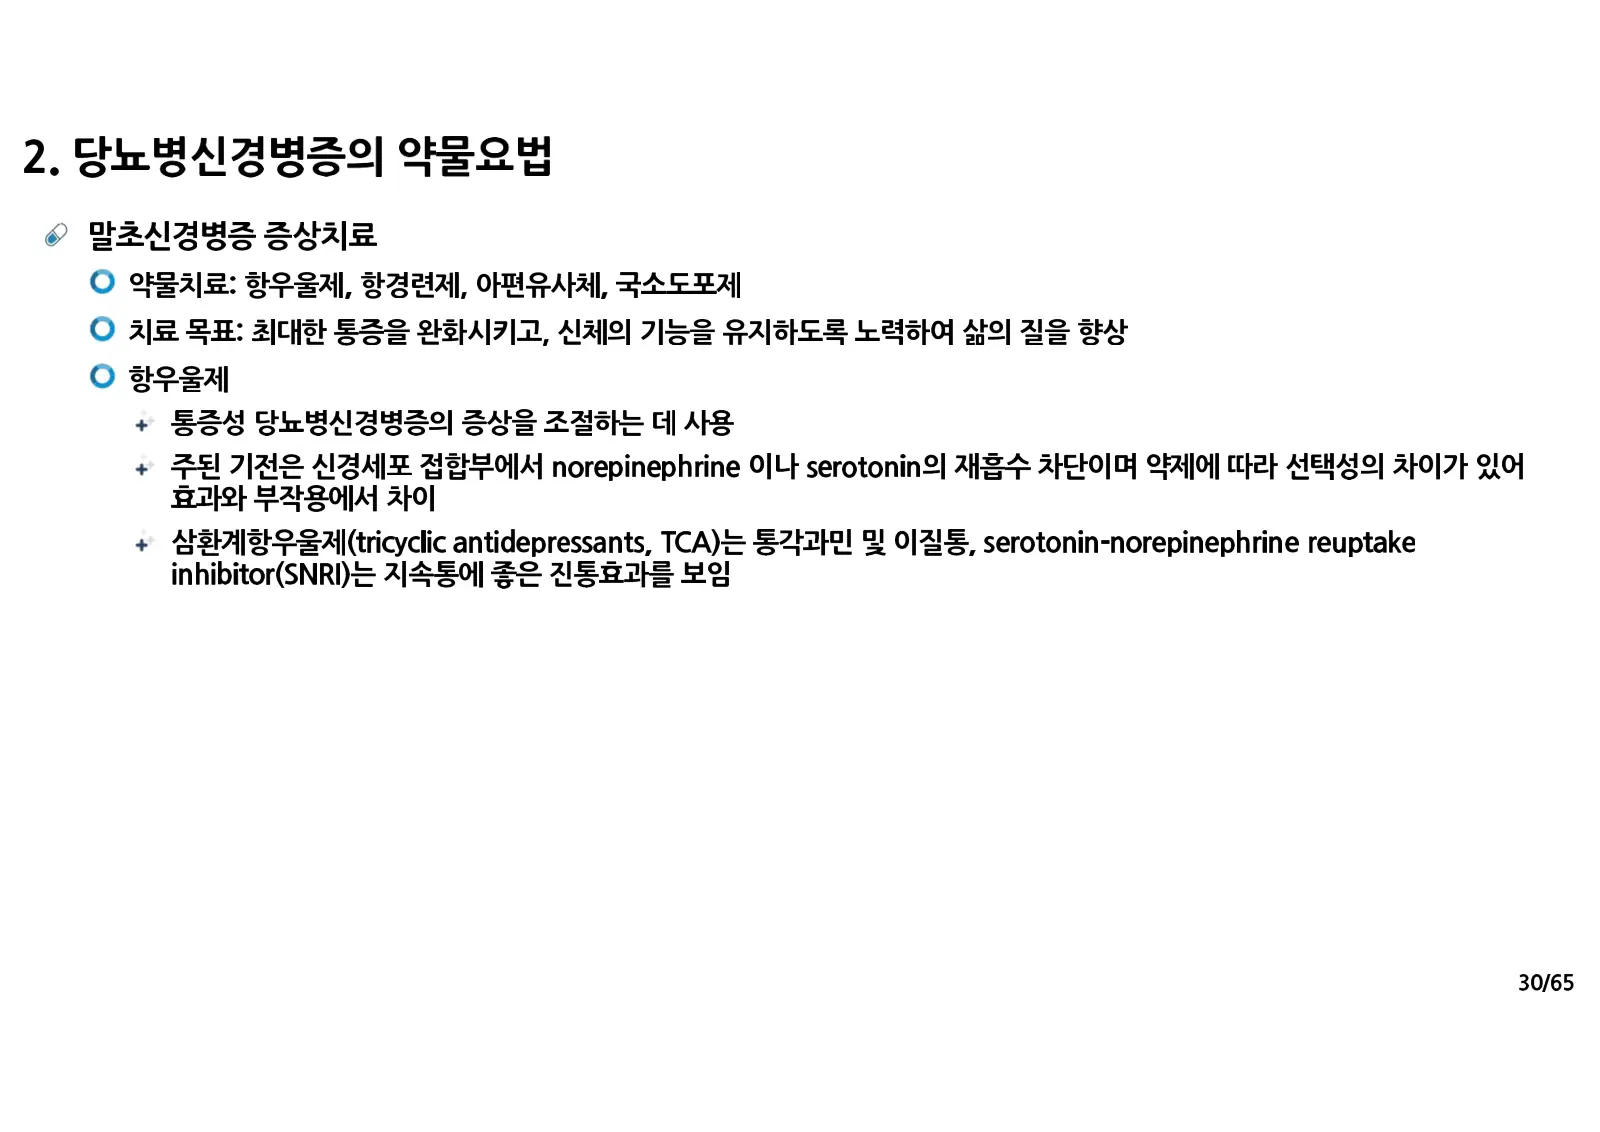 2. 당뇨병신경병증의 약물요법
말초신경병증 증상치료
약물치료: 항우울제, 항경련제, 아편유사체, 국소도포제
치료 목표: 최대한 통증을 완화시키고, 신체의 기능을 유지하도록 노력하여 삶의 질을 향상
항우울제
통증성 당뇨병신경병증의 증상을 조절하는 데 사용
주된 기전은 신경세포 접합부에서 norepinephrine 이나 serotonin의 재흡수 차단이며 약제에 따라 선택성의 차이가 있어
효과와 부작용에서 차이
삼환계항우울제(tricyclic antidepressants, TCA)는 통각과민 및 이질통, serotonin-norepinephrine reuptake
inhibitor(SNRI)는 지속통에 좋은 진통효과를 보임
30/65